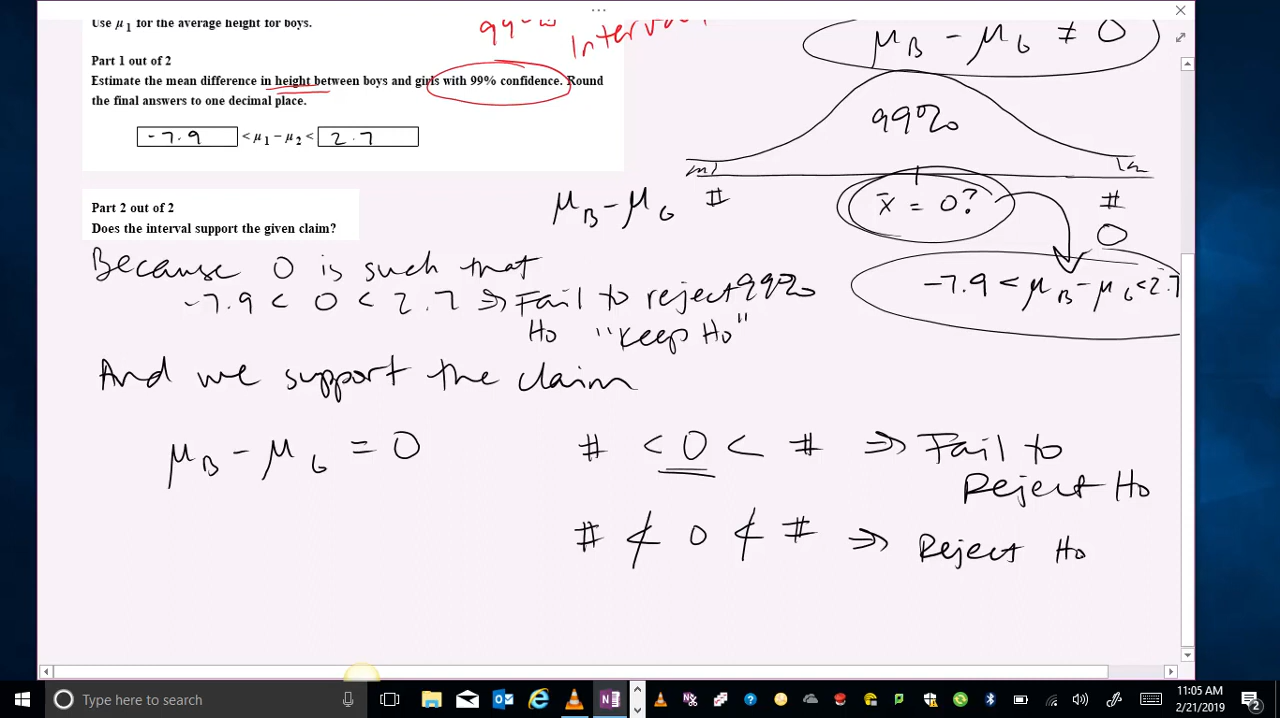 Use μ1 for the average height for boys.
99%
Interval
μB - μG ≠ 0
Part 1 out of 2
Estimate the mean difference in height between boys and girls with 99% confidence. Round
the final answers to one decimal place.
-7.9 < μ1 - μ2 < 2.7
99%
Part 2 out of 2
Does the interval support the given claim?
μB - μG #
x̄ = 0?
#
0
Because 0 is such that
-7.9 < 0 < 2.7 ⇒ Fail to reject
99%
-7.9 < μB - μG < 2.7
Ho "Keep Ho"
And we support the claim
μB - μG = 0
# < 0 < # ⇒ Fail to
Reject Ho
# ≮ 0 ≮ # ⇒ Reject Ho
Type here to search
11:05 AM
2/21/2019
2